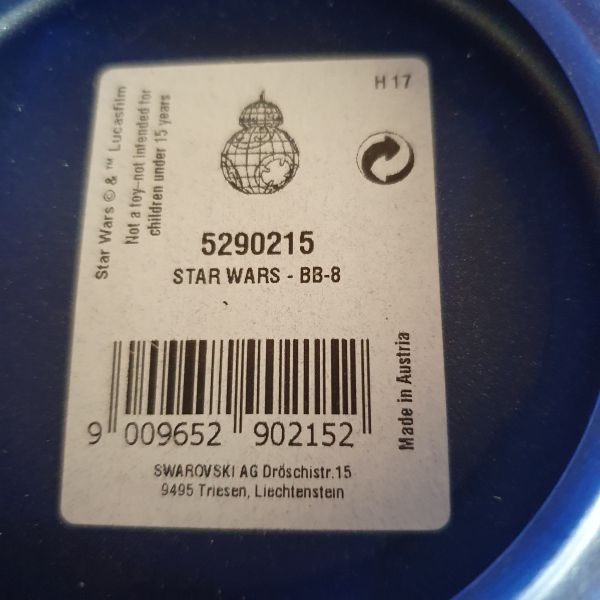 H 17
Star Wars © & ™ Lucasfilm
Not a toy-not intended for
children under 15 years
5290215
STAR WARS - BB-8
Made in Austria
9 009652 902152
SWAROVSKI AG Dröschistr.15
9495 Triesen, Liechtenstein